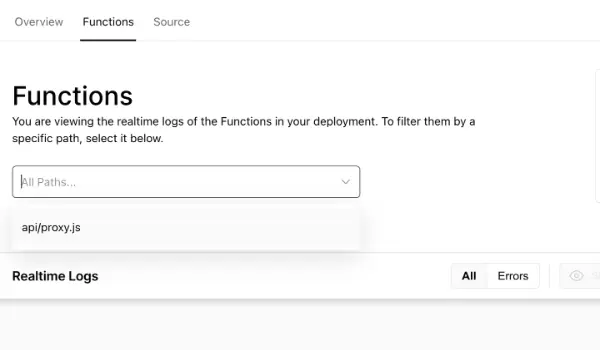 Overview Functions Source
Functions
You are viewing the realtime logs of the Functions in your deployment. To filter them by a
specific path, select it below.
All Paths...
api/proxy.js
Realtime Logs All Errors